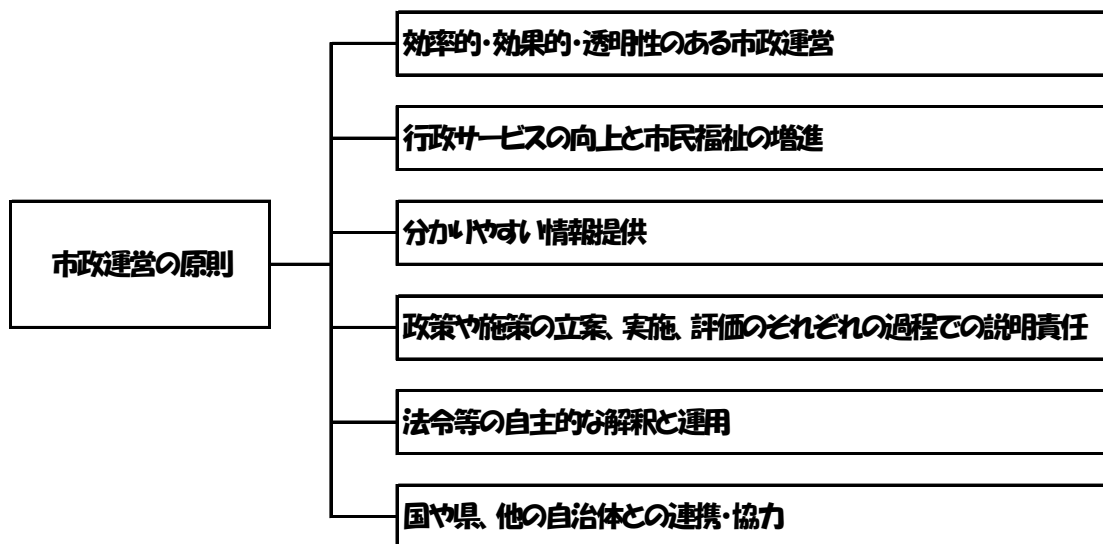 効率的・効果的・透明性のある市政運営
行政サービスの向上と市民福祉の増進
分かりやすい情報提供
市政運営の原則
政策や施策の立案、実施、評価のそれぞれの過程での説明責任
法令等の自主的な解釈と運用
国や県、他の自治体との連携・協力